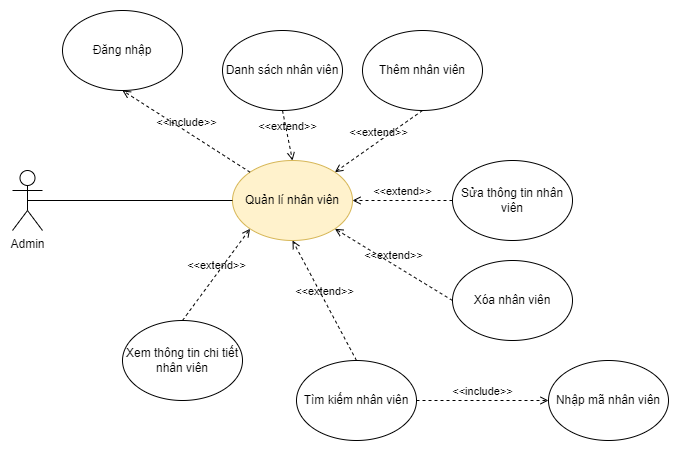 Đăng nhập
Danh sách nhân viên
Thêm nhân viên
<<include>>
<<extend>>
<<extend>>
Admin
Quản lí nhân viên
<<extend>>
Sửa thông tin nhân
viên
<<extend>>
<<extend>>
<<extend>>
Xóa nhân viên
Xem thông tin chi tiết
nhân viên
Tìm kiếm nhân viên
<<include>>
Nhập mã nhân viên